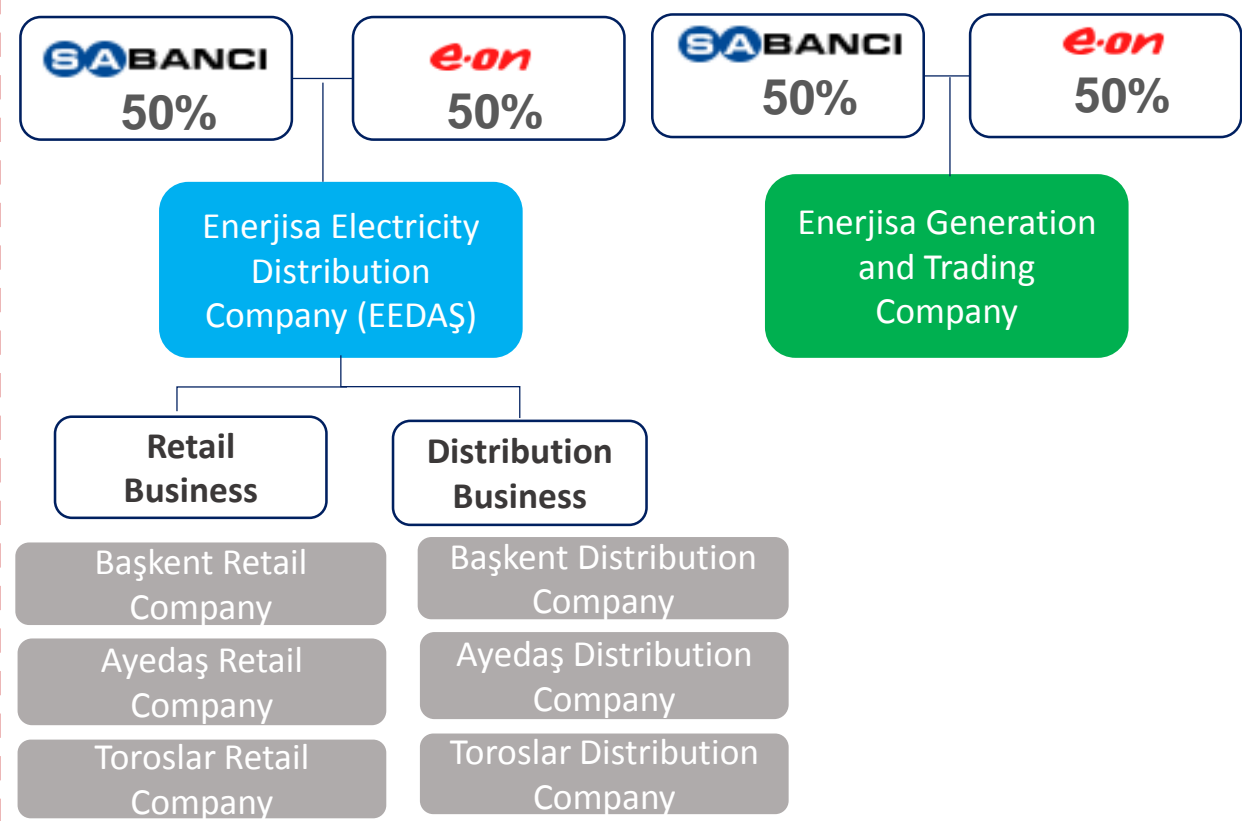 SABANCI
50%
e·on
50%
SABANCI
50%
e·on
50%
Enerjisa Electricity
Distribution
Company (EEDAŞ)
Enerjisa Generation
and Trading
Company
Retail
Business
Distribution
Business
Başkent Retail
Company
Başkent Distribution
Company
Ayedaş Retail
Company
Ayedaş Distribution
Company
Toroslar Retail
Company
Toroslar Distribution
Company